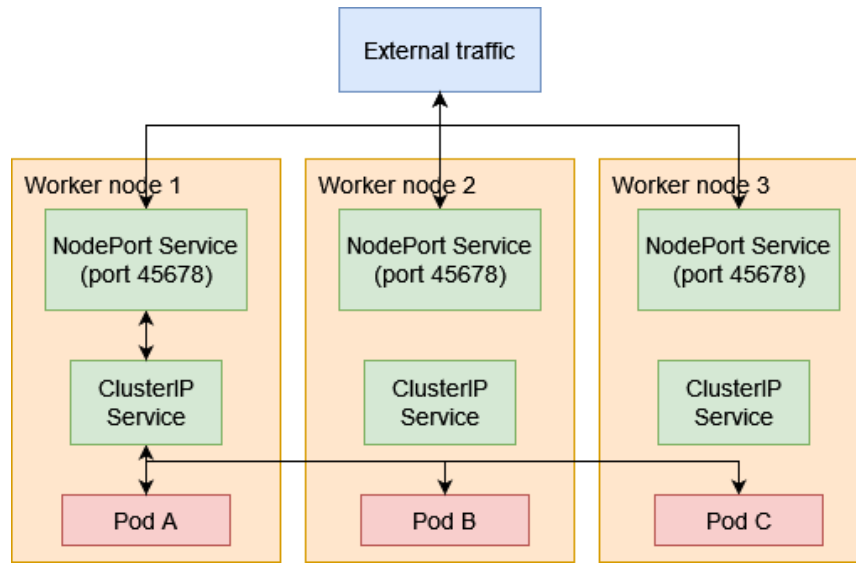 External traffic
Worker node 1
Worker node 2
Worker node 3
NodePort Service
(port 45678)
NodePort Service
(port 45678)
NodePort Service
(port 45678)
ClusterIP
Service
ClusterIP
Service
ClusterIP
Service
Pod A
Pod B
Pod C